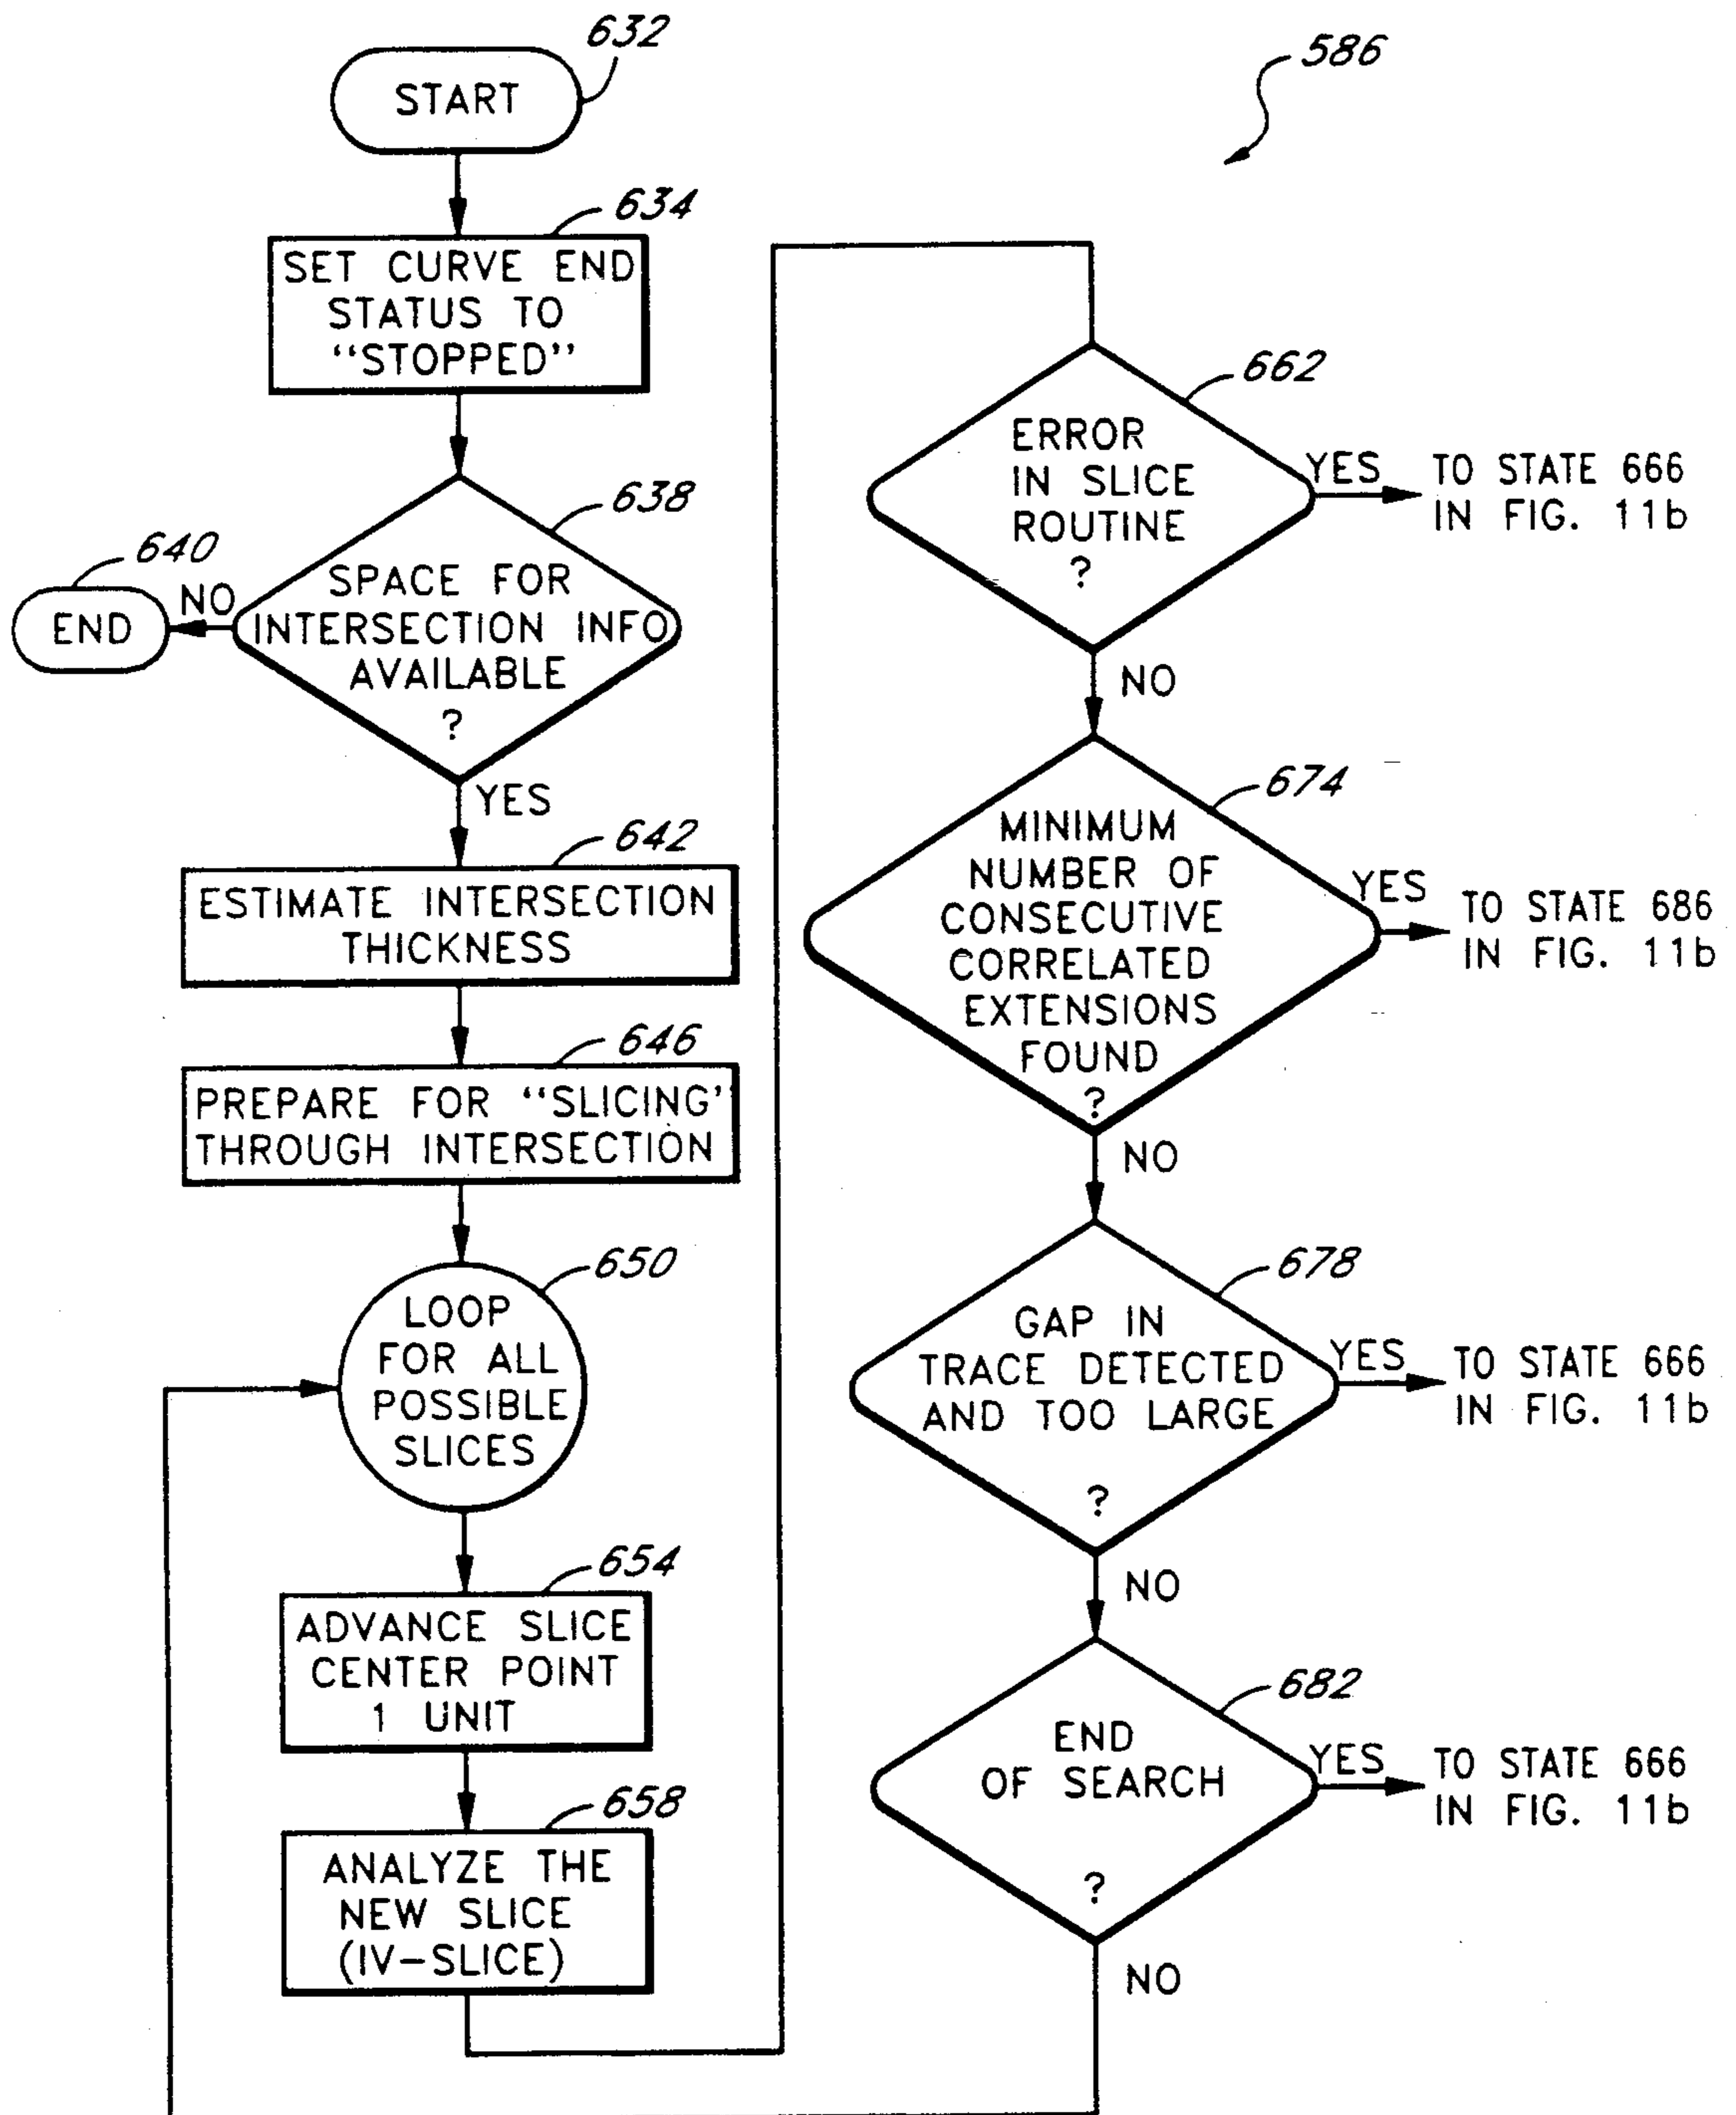 632
START
586
634
SET CURVE END
STATUS TO
“STOPPED”
638
640
END
NO
SPACE FOR
INTERSECTION INFO
AVAILABLE
?
YES
642
ESTIMATE INTERSECTION
THICKNESS
646
PREPARE FOR “SLICING’
THROUGH INTERSECTION
650
LOOP
FOR ALL
POSSIBLE
SLICES
654
ADVANCE SLICE
CENTER POINT
1 UNIT
658
ANALYZE THE
NEW SLICE
(IV-SLICE)
662
ERROR
IN SLICE
ROUTINE
?
YES
TO STATE 666
IN FIG. 11b
NO
674
MINIMUM
NUMBER OF
CONSECUTIVE
CORRELATED
EXTENSIONS
FOUND
?
YES
TO STATE 686
IN FIG. 11b
NO
678
GAP IN
TRACE DETECTED
AND TOO LARGE
?
YES
TO STATE 666
IN FIG. 11b
NO
682
END
OF SEARCH
?
YES
TO STATE 666
IN FIG. 11b
NO